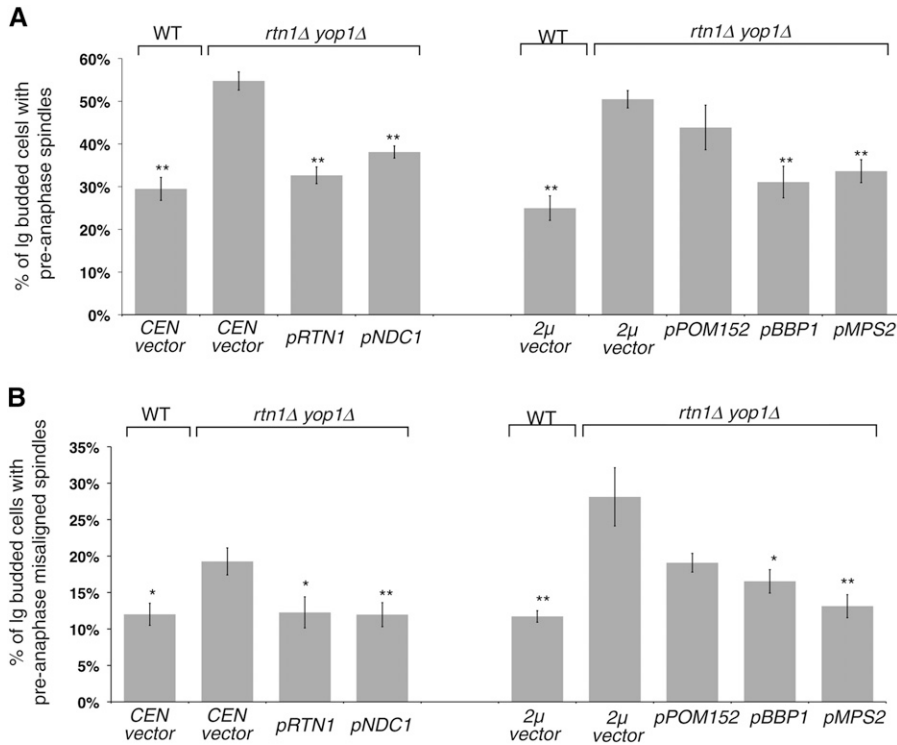 A
WT
rtn1Δ yop1Δ
WT
rtn1Δ yop1Δ
% of lg budded celsl with
pre-anaphase spindles
60%
50%
40%
30%
20%
10%
0%
**
**
**
**
**
**
CEN
vector
CEN
vector
pRTN1
pNDC1
2µ
vector
2µ
vector
pPOM152
pBBP1
pMPS2
B
WT
rtn1Δ yop1Δ
WT
rtn1Δ yop1Δ
% of lg budded cells with
pre-anaphase misaligned spindles
35%
30%
25%
20%
15%
10%
5%
0%
*
*
**
**
*
**
CEN
vector
CEN
vector
pRTN1
pNDC1
2µ
vector
2µ
vector
pPOM152
pBBP1
pMPS2